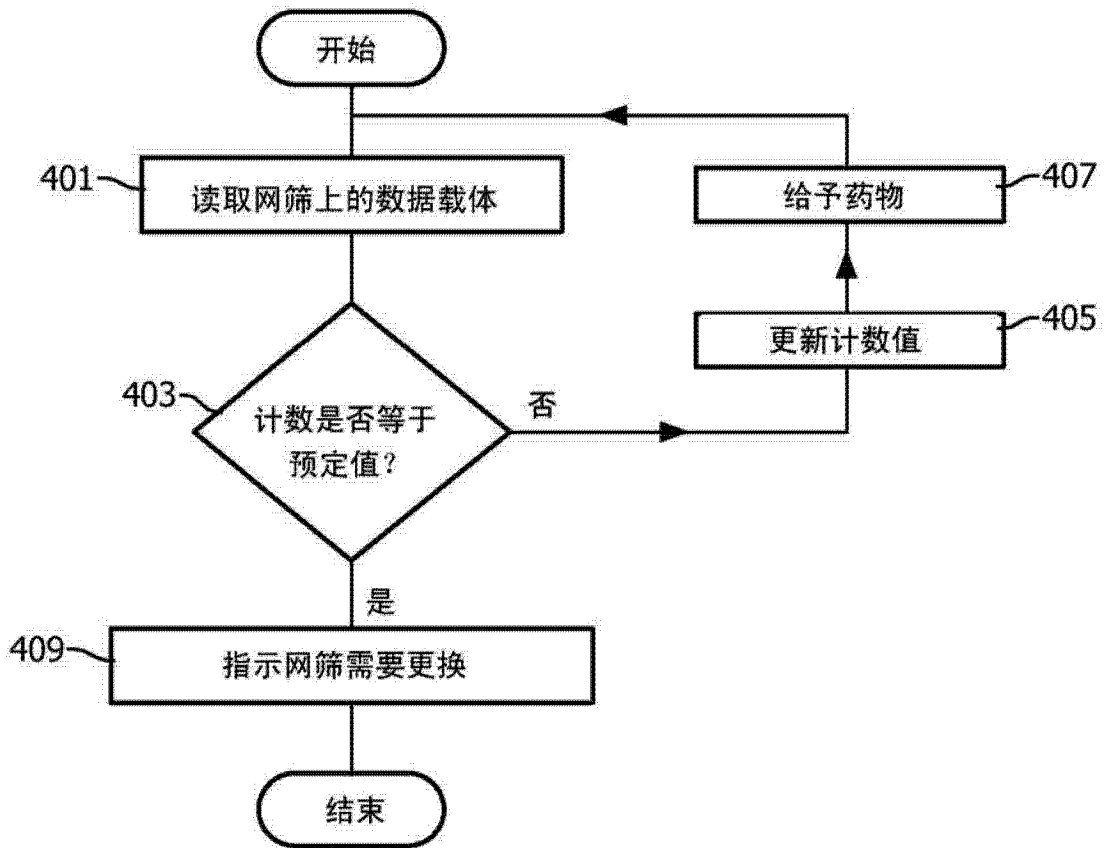 开始
401
读取网筛上的数据载体
407
给予药物
405
更新计数值
403
计数是否等于
预定值?
否
是
409
指示网筛需要更换
结束